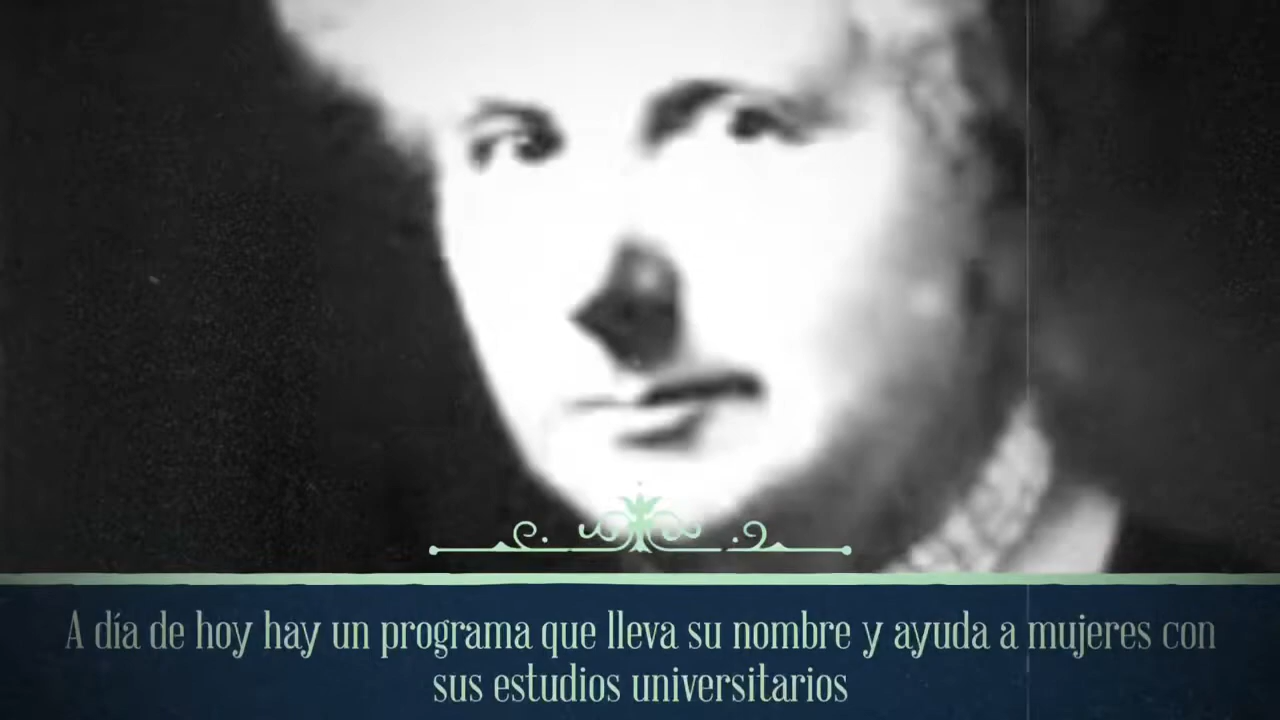 A día de hoy hay un programa que lleva su nombre y ayuda a mujeres con
sus estudios universitarios